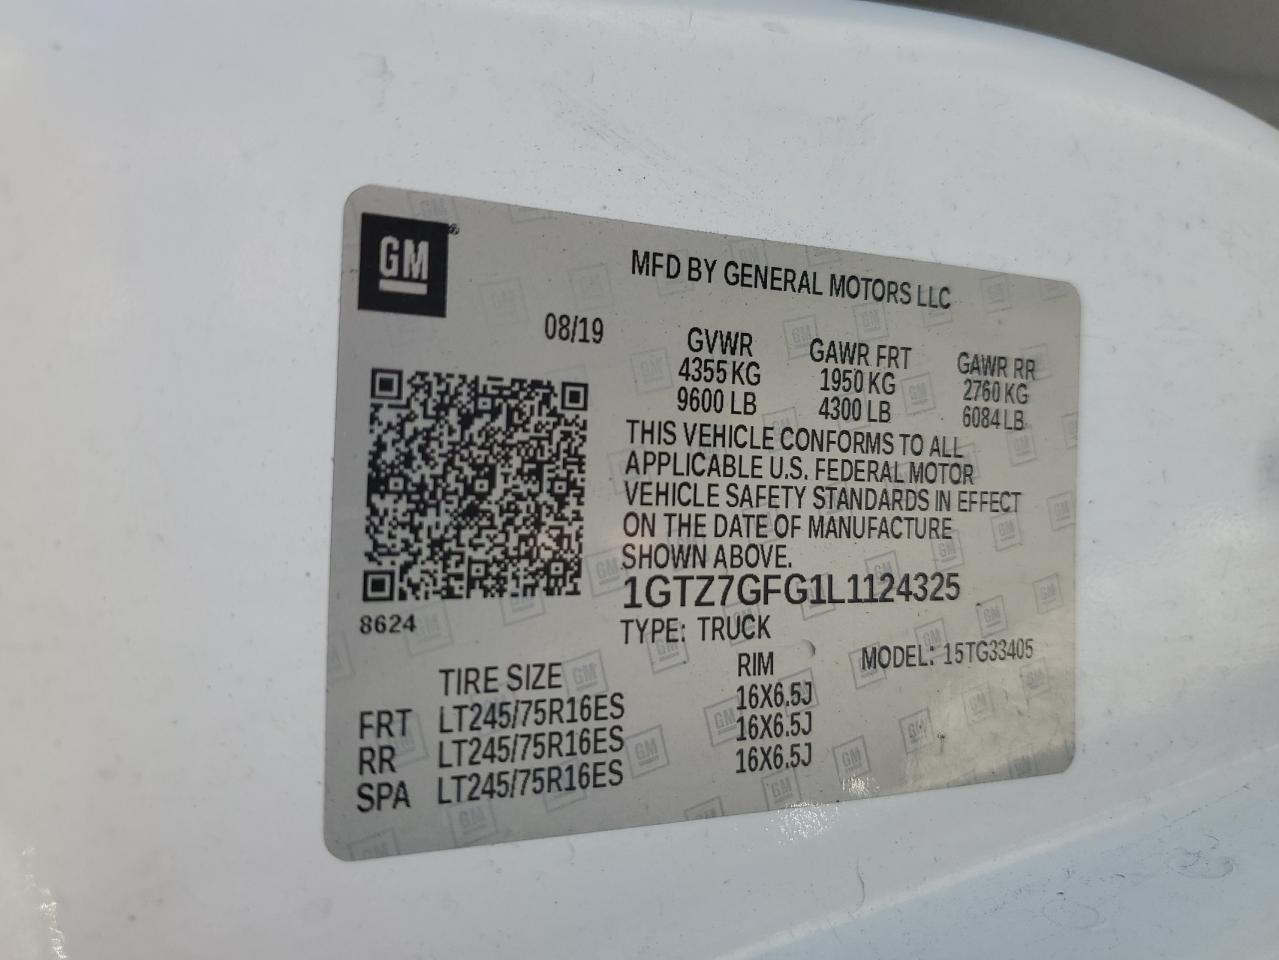 GM
MFD BY GENERAL MOTORS LLC
08/19
GVWR GAWR FRT GAWR RR
4355 KG 1950 KG 2760 KG
9600 LB 4300 LB 6084 LB
THIS VEHICLE CONFORMS TO ALL
APPLICABLE U.S. FEDERAL MOTOR
VEHICLE SAFETY STANDARDS IN EFFECT
ON THE DATE OF MANUFACTURE
SHOWN ABOVE.
1GTZ7GFG1L1124325
8624
TYPE: TRUCK MODEL: 15TG33405
TIRE SIZE RIM
FRT LT245/75R16ES 16X6.5J
RR LT245/75R16ES 16X6.5J
SPA LT245/75R16ES 16X6.5J